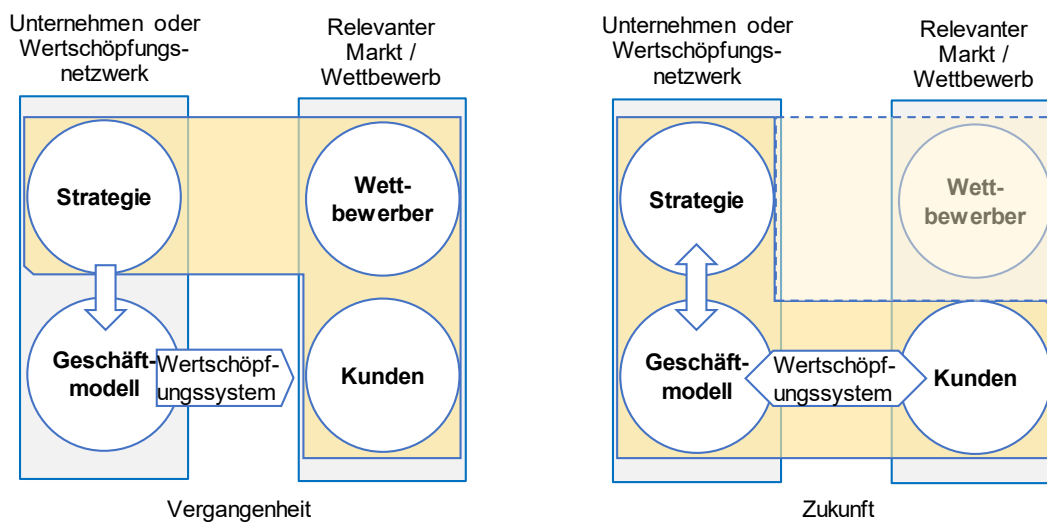 Unternehmen oder
Wertschöpfungs-
netzwerk
Relevanter
Markt /
Wettbewerb
Strategie
Wett-
bewerber
Geschäft-
modell
Wertschöpf-
ungssystem
Kunden
Vergangenheit
Unternehmen oder
Wertschöpfungs-
netzwerk
Relevanter
Markt /
Wettbewerb
Strategie
Wett-
bewerber
Geschäft-
modell
Wertschöpf-
ungssystem
Kunden
Zukunft